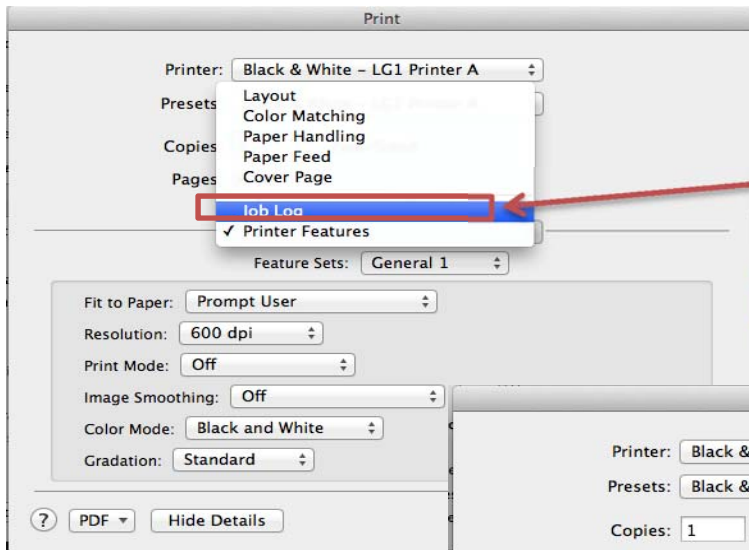 Print
Printer: Black & White - LG1 Printer A
Presets
Layout
Color Matching
Copies
Paper Handling
Paper Feed
Pages
Cover Page
Job Log
✓ Printer Features
Feature Sets: General 1
Fit to Paper: Prompt User
Resolution: 600 dpi
Print Mode: Off
Image Smoothing: Off
Color Mode: Black and White
Gradation: Standard
? PDF Hide Details
Printer: Black &
Presets: Black &
Copies: 1